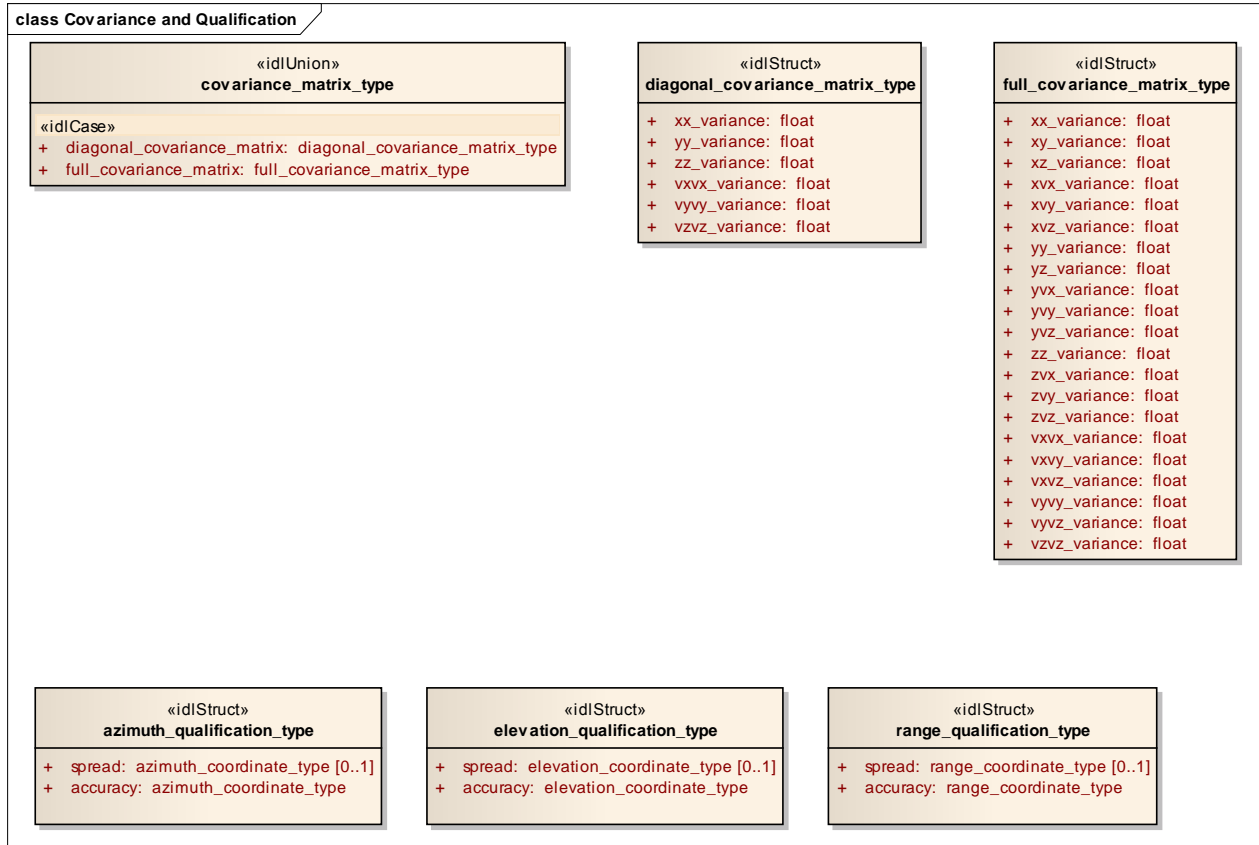 class Covariance and Qualification
«idlUnion»
covariance_matrix_type
«idlCase»
+ diagonal_covariance_matrix: diagonal_covariance_matrix_type
+ full_covariance_matrix: full_covariance_matrix_type
«idlStruct»
diagonal_covariance_matrix_type
+ xx_variance: float
+ yy_variance: float
+ zz_variance: float
+ vxvx_variance: float
+ vyvy_variance: float
+ vzvz_variance: float
«idlStruct»
full_covariance_matrix_type
+ xx_variance: float
+ xy_variance: float
+ xz_variance: float
+ xvx_variance: float
+ xvy_variance: float
+ xvz_variance: float
+ yy_variance: float
+ yz_variance: float
+ yvx_variance: float
+ yvy_variance: float
+ yvz_variance: float
+ zz_variance: float
+ zvx_variance: float
+ zvy_variance: float
+ zvz_variance: float
+ vxvx_variance: float
+ vxvy_variance: float
+ vxvz_variance: float
+ vyvy_variance: float
+ vyvz_variance: float
+ vzvz_variance: float
«idlStruct»
azimuth_qualification_type
+ spread: azimuth_coordinate_type [0..1]
+ accuracy: azimuth_coordinate_type
«idlStruct»
elevation_qualification_type
+ spread: elevation_coordinate_type [0..1]
+ accuracy: elevation_coordinate_type
«idlStruct»
range_qualification_type
+ spread: range_coordinate_type [0..1]
+ accuracy: range_coordinate_type